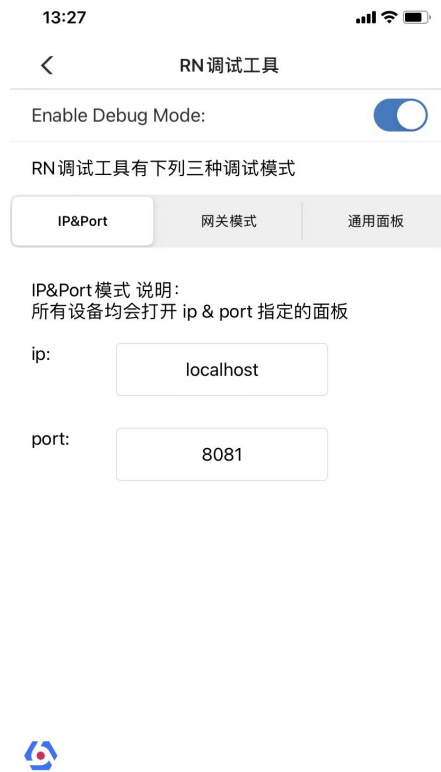 13:27
RN调试工具
Enable Debug Mode:
RN调试工具有下列三种调试模式
IP&Port 网关模式 通用面板
IP&Port模式 说明：
所有设备均会打开 ip & port 指定的面板
ip: localhost
port: 8081